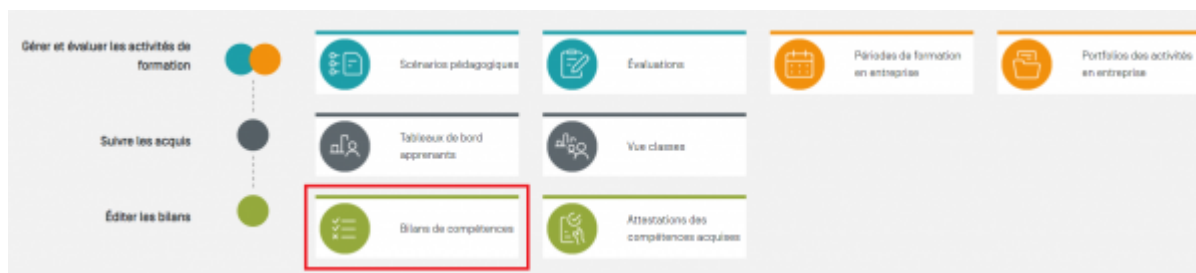 Gérer et évaluer les activités de
formation
Scénarios pédagogiques
Évaluations
Périodes de formation
en entreprise
Portfolios des activités
en entreprise
Suivre les acquis
Tableaux de bord
apprenants
Vue classes
Éditer les bilans
Bilans de compétences
Attestations des
compétences acquises